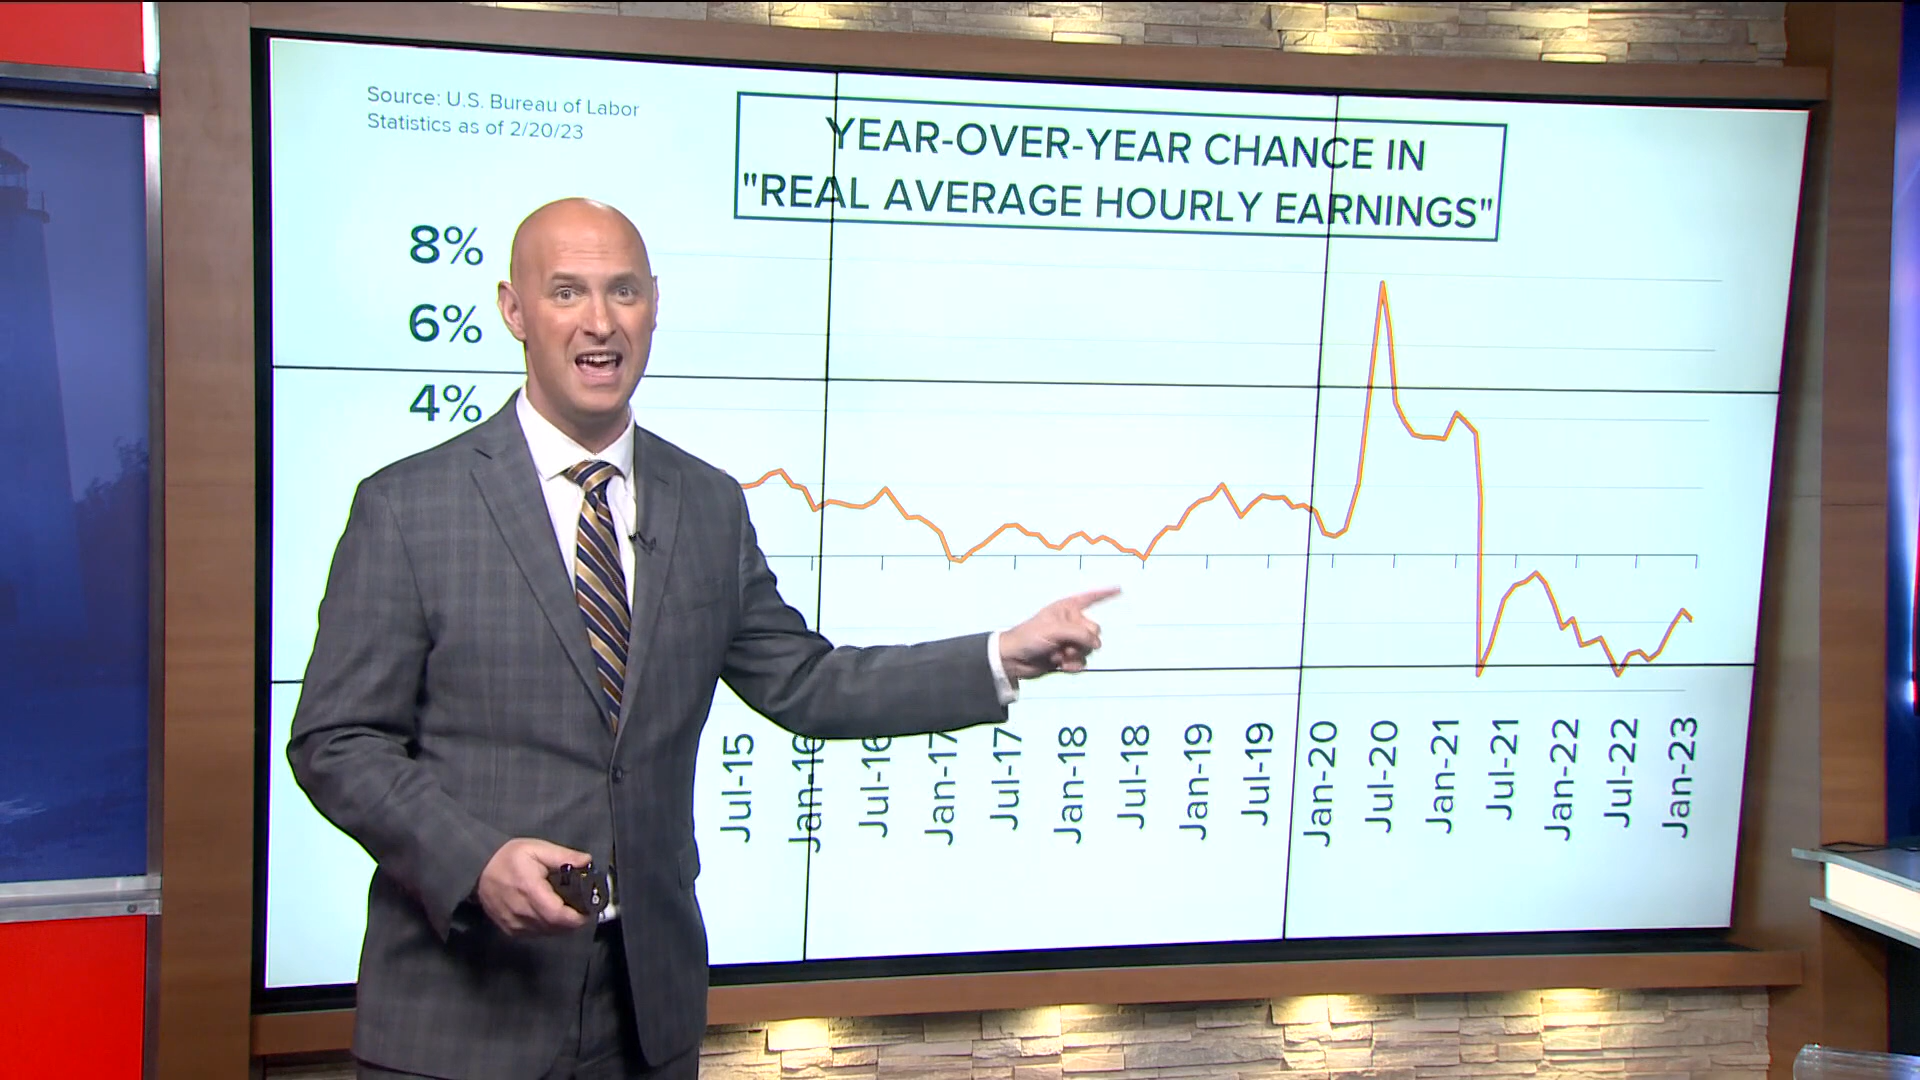 Source: U.S. Bureau of Labor
Statistics as of 2/20/23
YEAR-OVER-YEAR CHANCE IN
"REAL AVERAGE HOURLY EARNINGS"
8%
6%
4%
Jul-15
Jan-16
Jul-16
Jan-17
Jul-17
Jan-18
Jul-18
Jan-19
Jul-19
Jan-20
Jul-20
Jan-21
Jul-21
Jan-22
Jul-22
Jan-23